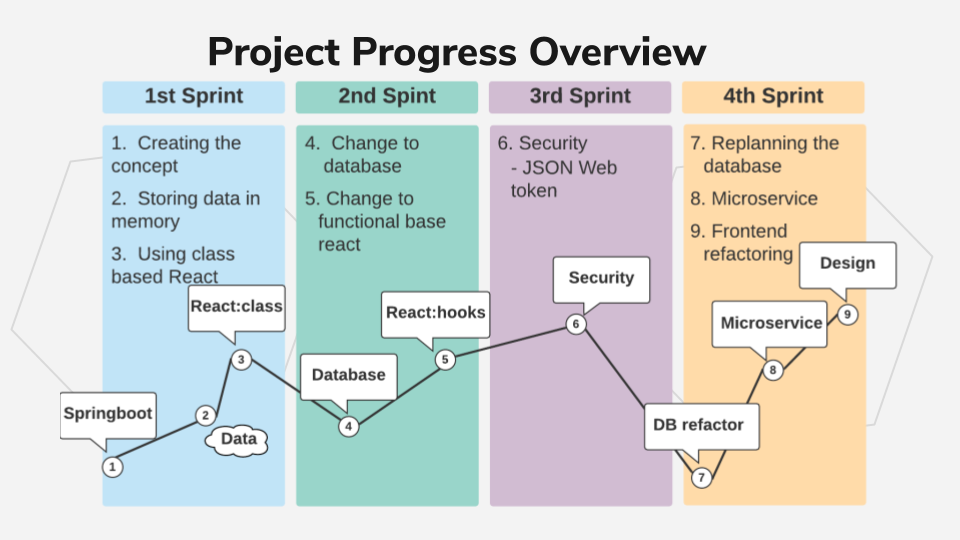 Project Progress Overview
1st Sprint
2nd Spint
3rd Sprint
4th Sprint
1. Creating the
concept
2. Storing data in
memory
3. Using class
based React
4. Change to
database
5. Change to
functional base
react
6. Security
- JSON Web
token
7. Replanning the
database
8. Microservice
9. Frontend
refactoring
Springboot
1
2
Data
React:class
3
Database
4
React:hooks
5
Security
6
DB refactor
7
Microservice
8
Design
9